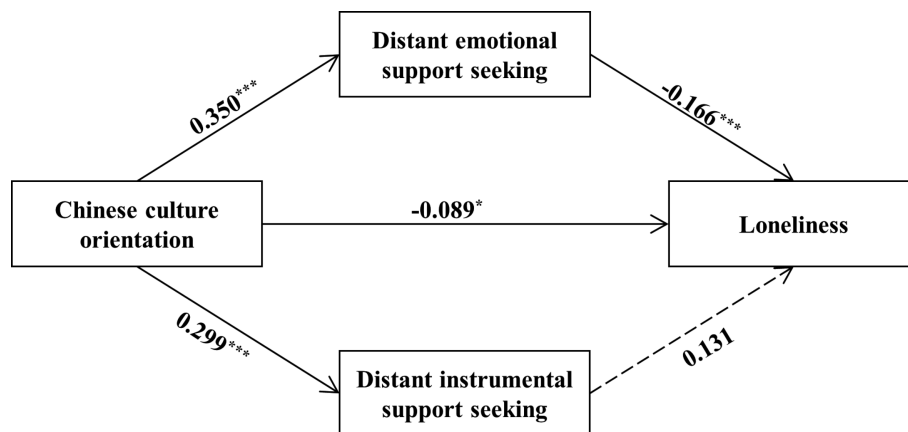 Distant emotional
support seeking
0.350***
-0.166***
Chinese culture
orientation
-0.089*
Loneliness
0.299***
0.131
Distant instrumental
support seeking